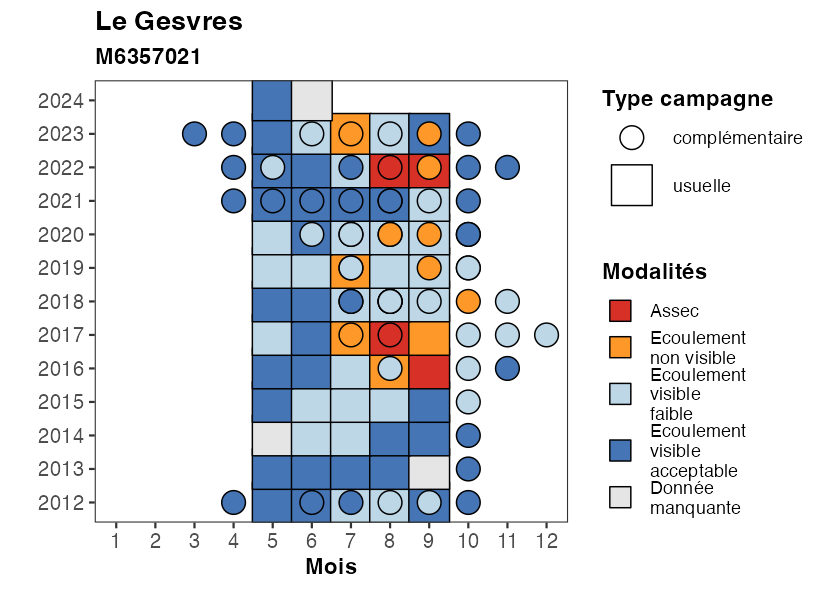 Le Gesvres
M6357021
2024
2023
2022
2021
2020
2019
2018
2017
2016
2015
2014
2013
2012
1 2 3 4 5 6 7 8 9 10 11 12
Mois
Type campagne
complémentaire
usuelle
Modalités
Assec
Ecoulement
non visible
Ecoulement
visible
faible
Ecoulement
visible
acceptable
Donnée
manquante